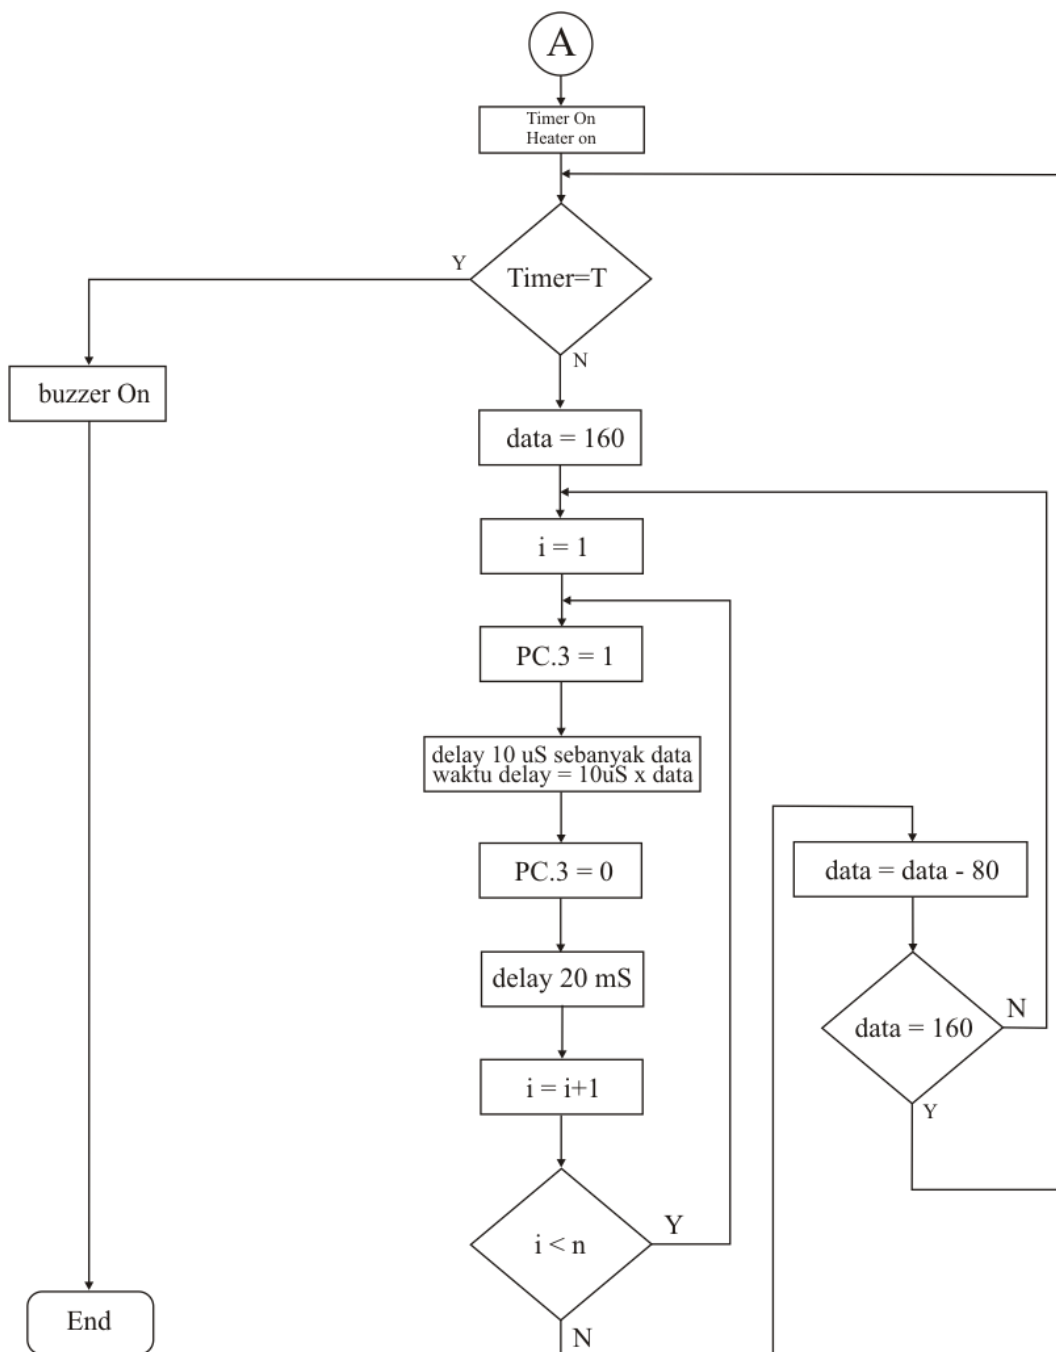 A
Timer On
Heater on
Timer=T
Y
N
buzzer On
data = 160
i = 1
PC.3 = 1
delay 10 uS sebanyak data
waktu delay = 10uS x data
PC.3 = 0
delay 20 mS
i = i+1
i < n
Y
N
data = data - 80
data = 160
N
Y
End